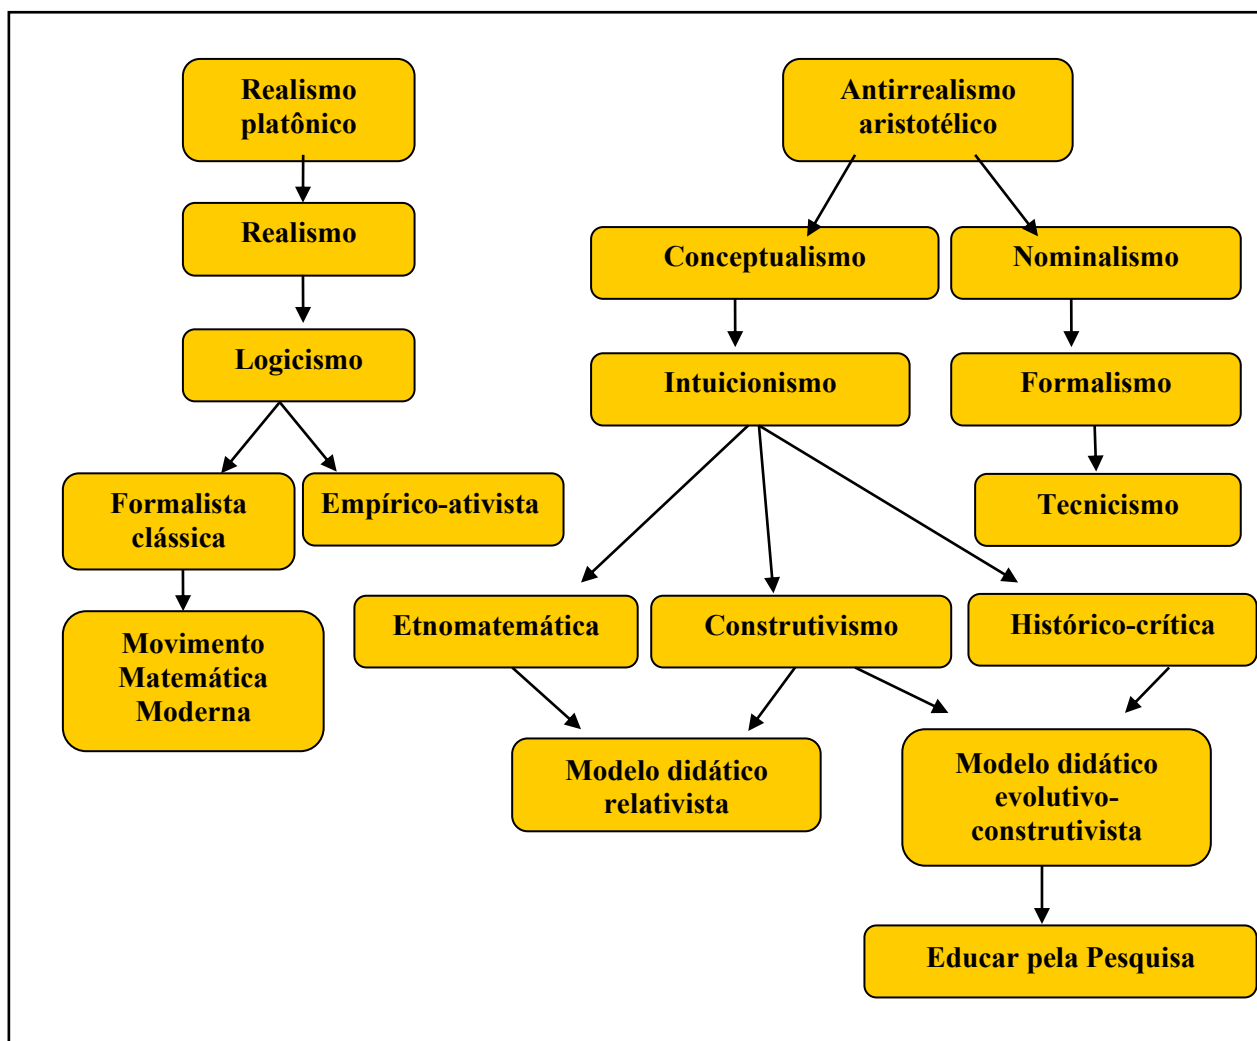 Realismo
platônico
Antirrealismo
aristotélico
Realismo
Conceptualismo
Nominalismo
Logicismo
Intuicionismo
Formalismo
Formalista
clássica
Empírico-ativista
Tecnicismo
Etnomatemática
Construtivismo
Histórico-crítica
Movimento
Matemática
Moderna
Modelo didático
relativista
Modelo didático
evolutivo-
construtivista
Educar pela Pesquisa